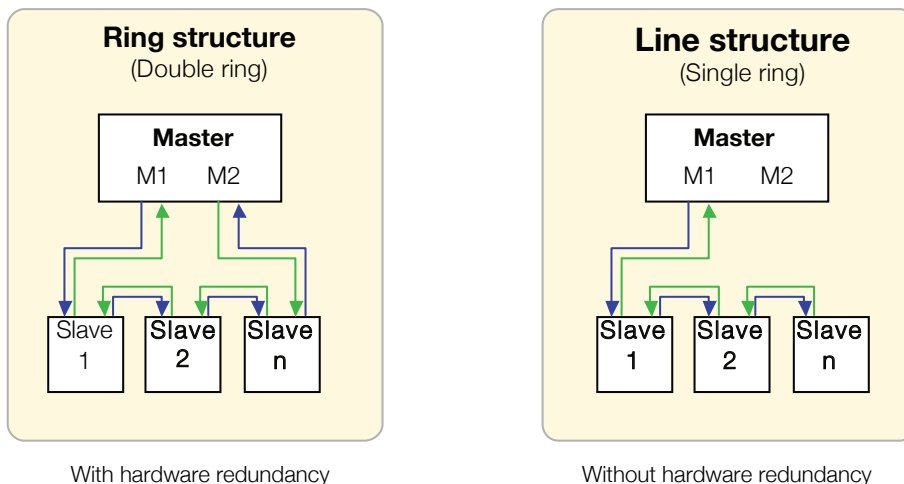 Ring structure
(Double ring)
Master
M1 M2
Slave
1
Slave
2
Slave
n
With hardware redundancy
Line structure
(Single ring)
Master
M1 M2
Slave
1
Slave
2
Slave
n
Without hardware redundancy